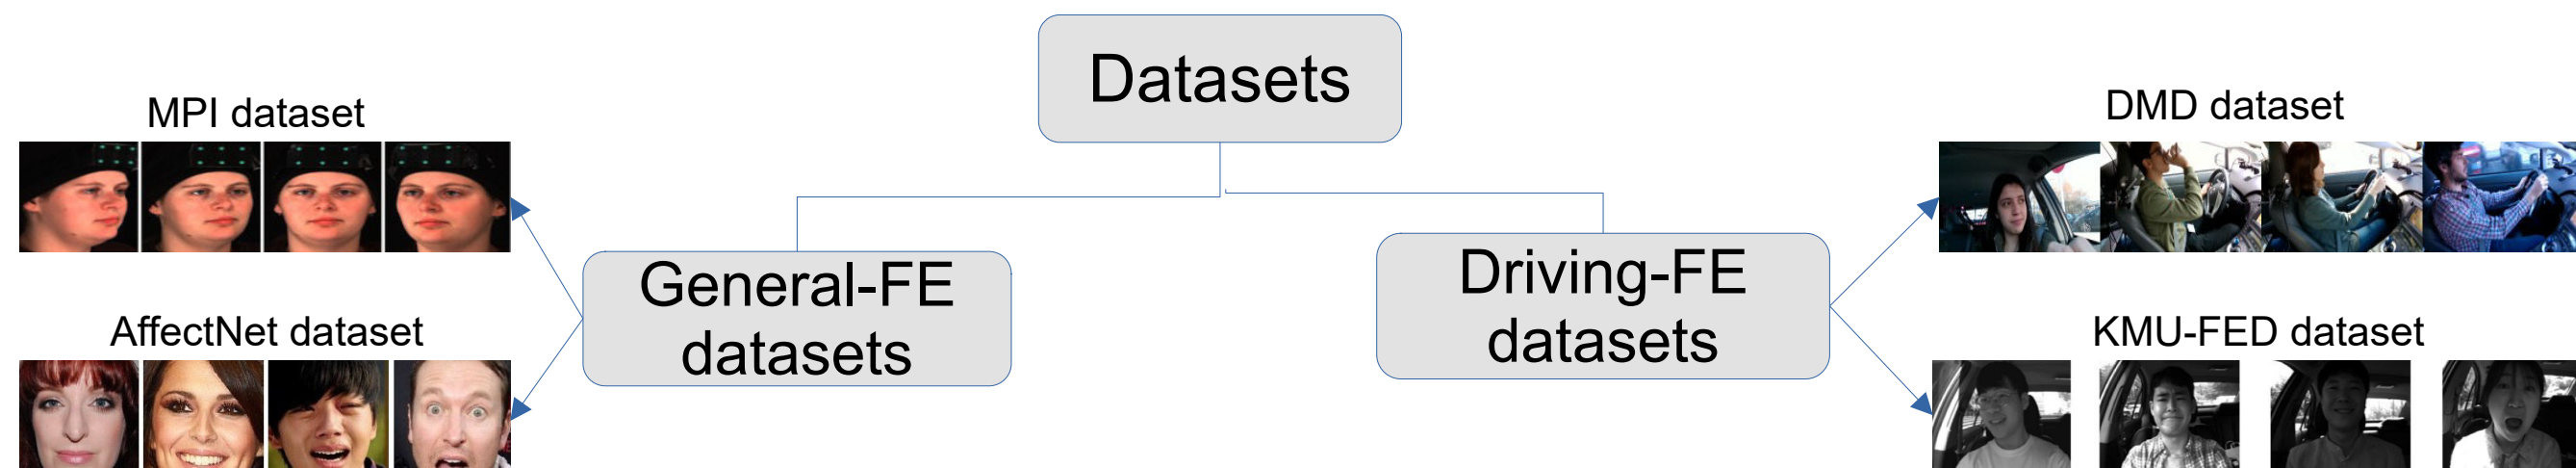 Datasets
MPI dataset
DMD dataset
General-FE
datasets
Driving-FE
datasets
AffectNet dataset
KMU-FED dataset